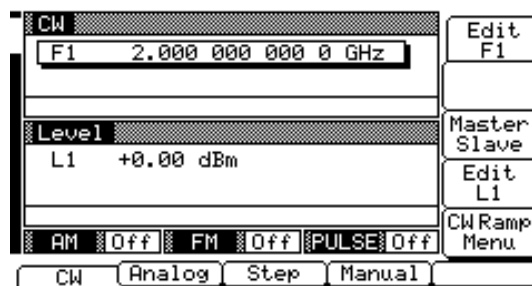 CW
F1 2.000 000 000 0 GHz
Level
L1 +0.00 dBm
AM Off FM Off PULSE Off
CW Analog Step Manual
Edit
F1
Master
Slave
Edit
L1
CW Ramp
Menu